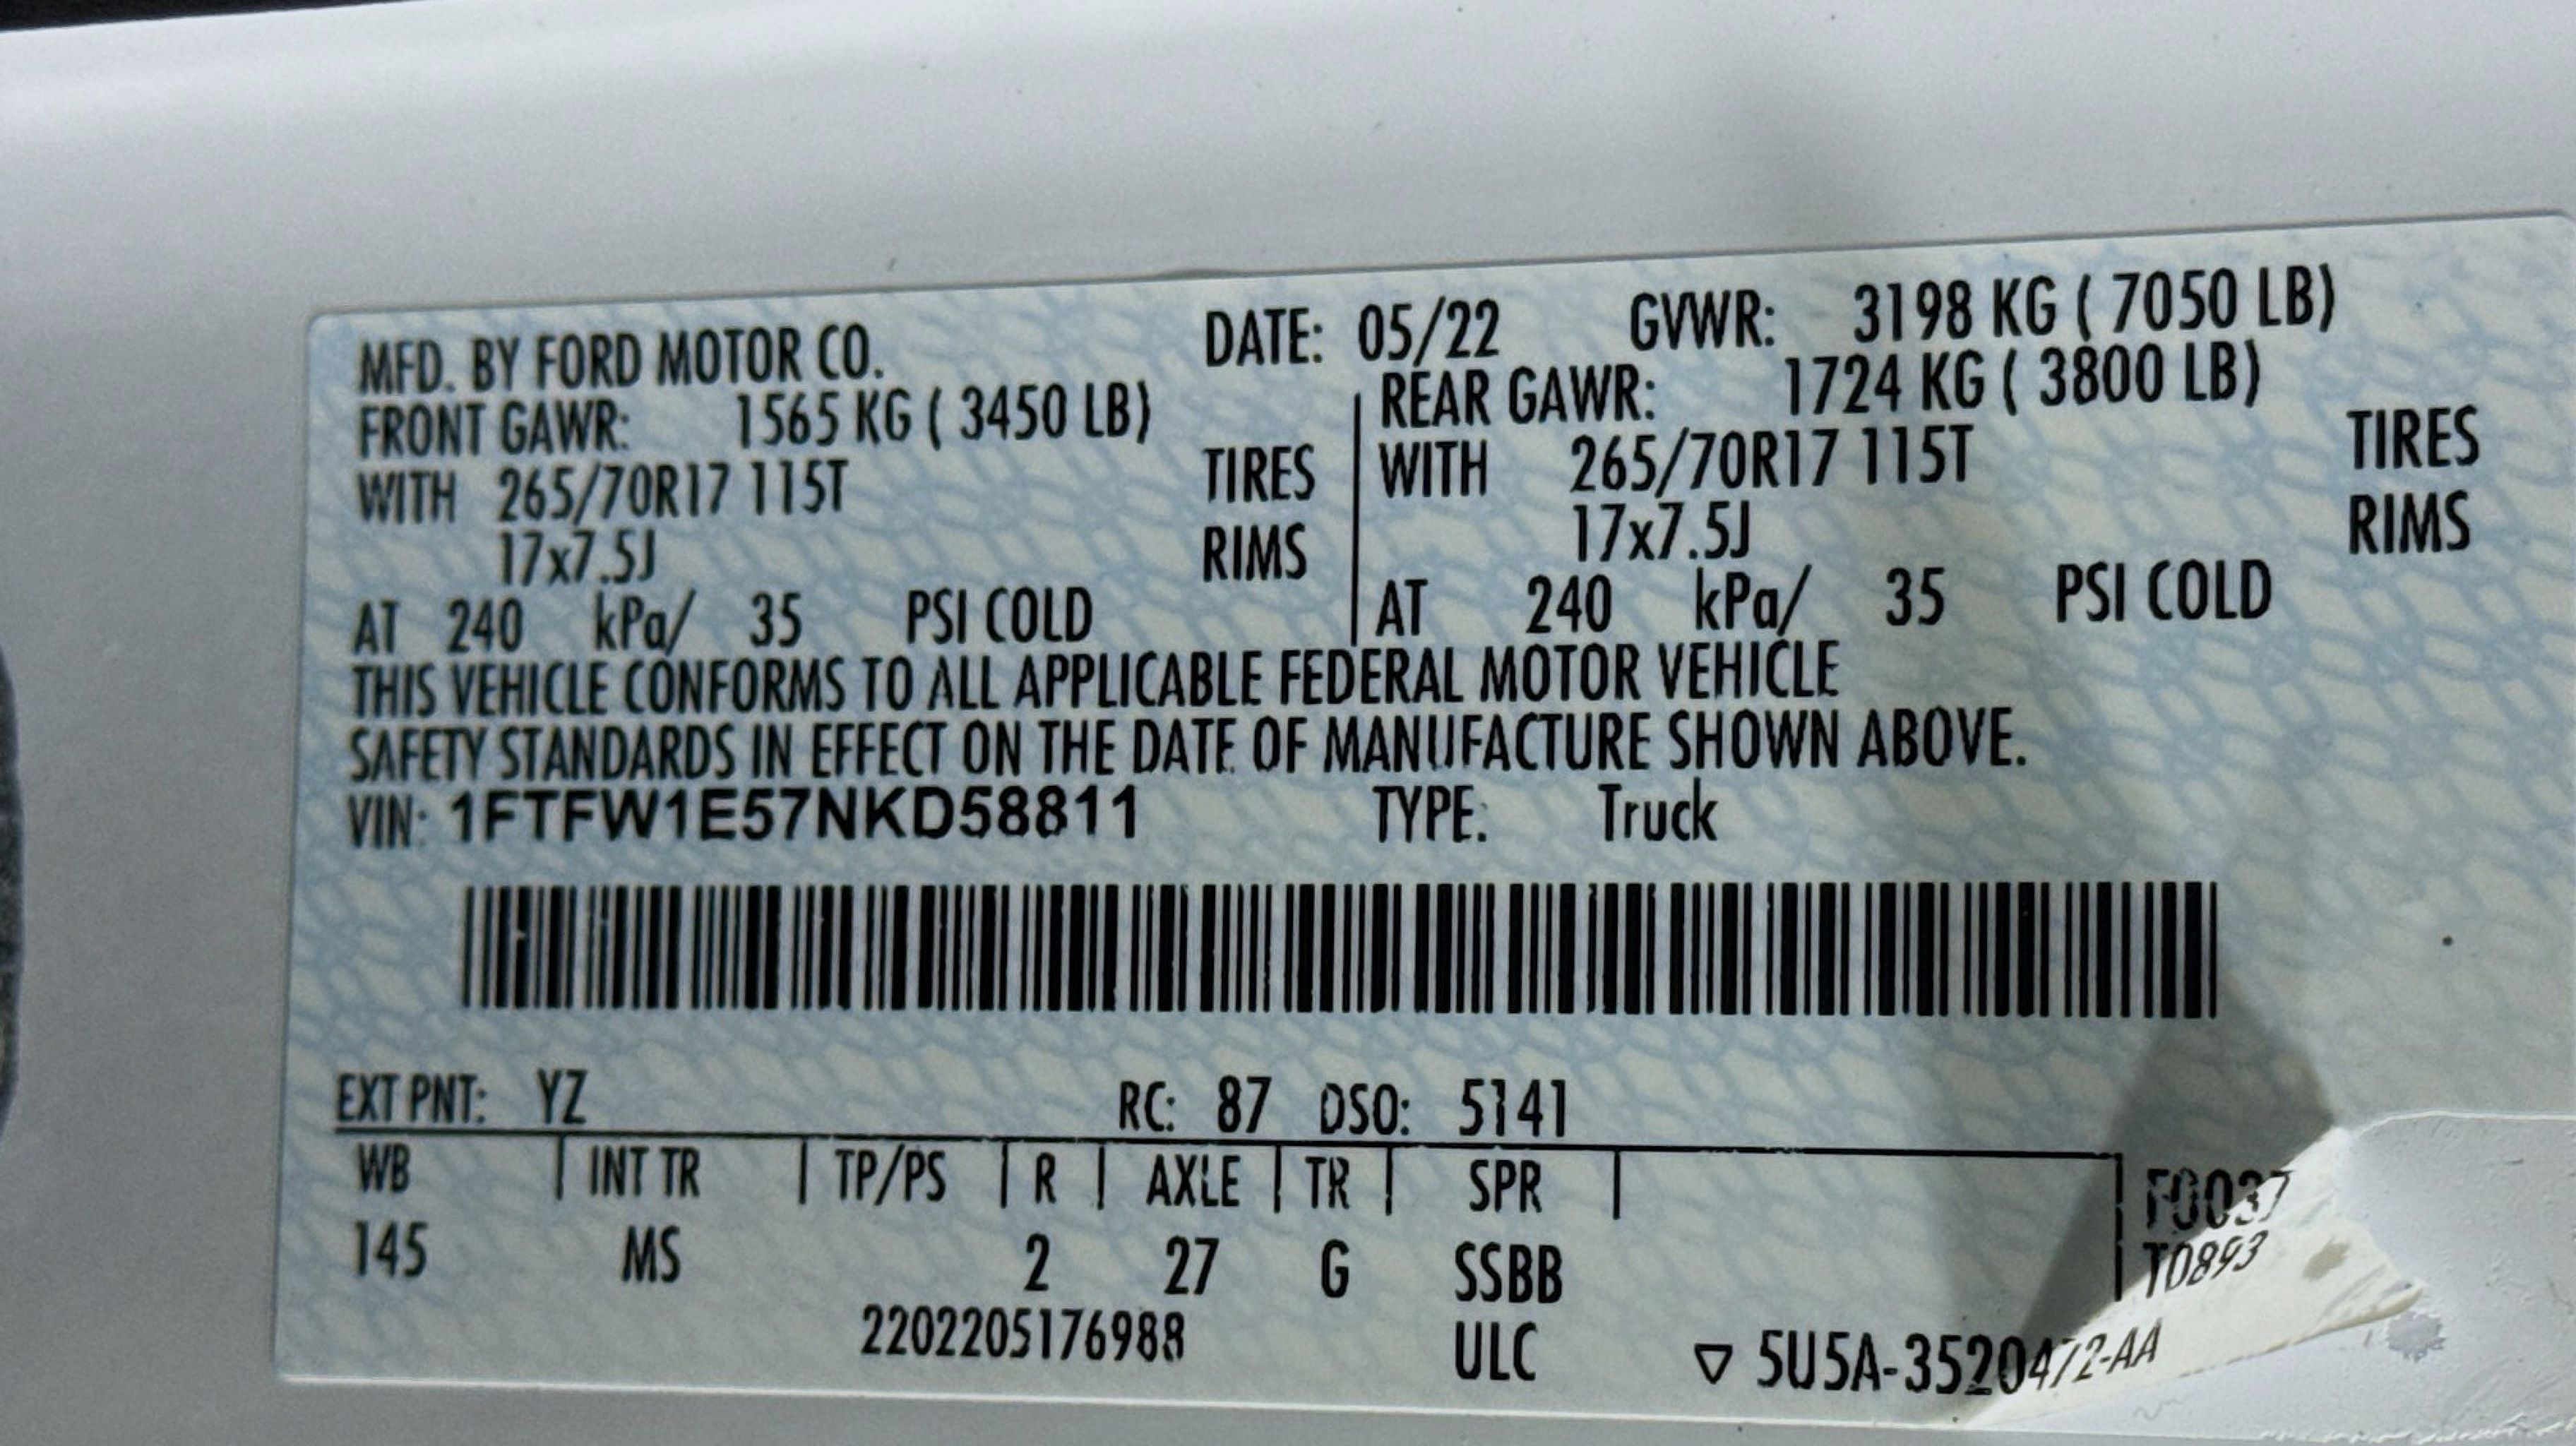 MFD. BY FORD MOTOR CO. DATE: 05/22 GVWR: 3198 KG ( 7050 LB)
FRONT GAWR: 1565 KG ( 3450 LB) REAR GAWR: 1724 KG ( 3800 LB)
WITH 265/70R17 115T TIRES WITH 265/70R17 115T TIRES
17x7.5J RIMS 17x7.5J RIMS
AT 240 kPa/ 35 PSI COLD AT 240 kPa/ 35 PSI COLD
THIS VEHICLE CONFORMS TO ALL APPLICABLE FEDERAL MOTOR VEHICLE
SAFETY STANDARDS IN EFFECT ON THE DATE OF MANUFACTURE SHOWN ABOVE.
VIN: 1FTFW1E57NKD58811 TYPE: Truck
EXT PNT: YZ RC: 87 DSO: 5141
WB INT TR TP/PS R AXLE TR SPR F0037
145 MS 2 27 G SSBB T0893
2202205176988 ULC ▽ 5U5A-3520472-AA